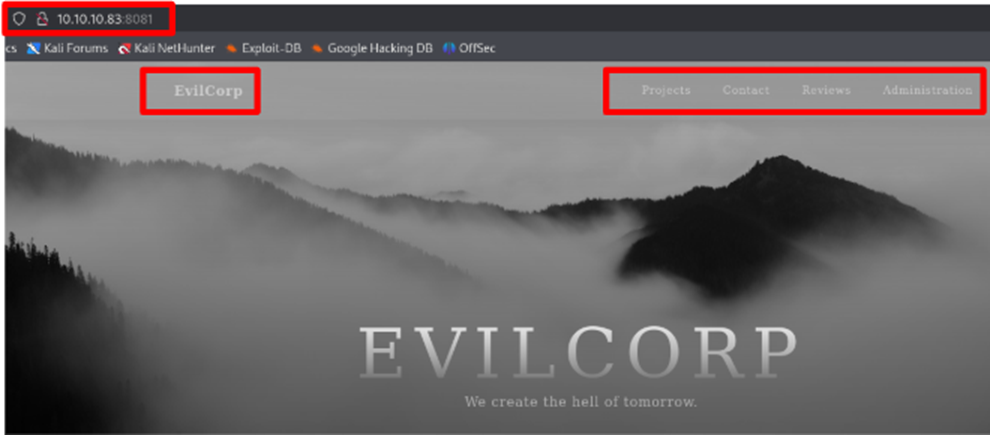 10.10.10.83:8081
cs Kali Forums Kali NetHunter Exploit-DB Google Hacking DB OffSec
EvilCorp Projects Contact Reviews Administration
EVILCORP
We create the hell of tomorrow.